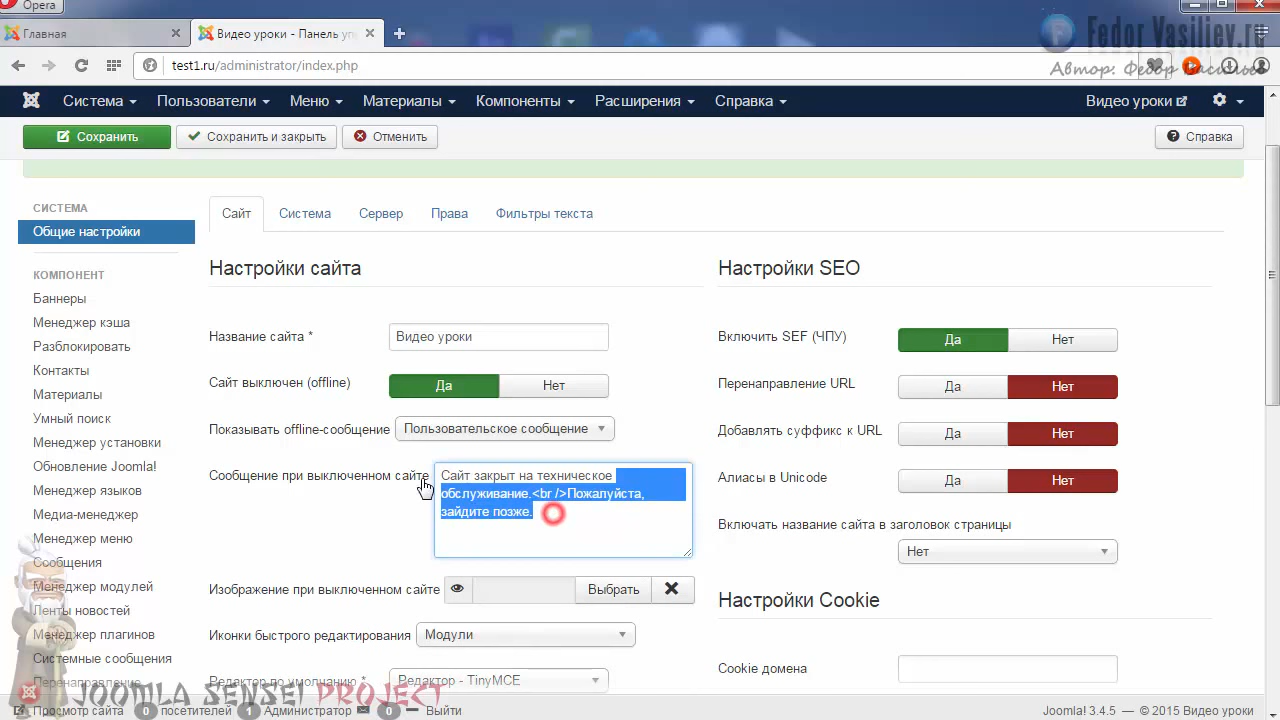 Opera
Главная
Видео уроки - Панель упр
Fedor Vasiliev.ru
Автор: Федор Васильев
test1.ru/administrator/index.php
Система
Пользователи
Меню
Материалы
Компоненты
Расширения
Справка
Видео уроки
Сохранить
Сохранить и закрыть
Отменить
Справка
СИСТЕМА
Общие настройки
КОМПОНЕНТ
Баннеры
Менеджер кэша
Разблокировать
Контакты
Материалы
Умный поиск
Менеджер установки
Обновление Joomla!
Менеджер языков
Медиа-менеджер
Менеджер меню
Сообщения
Менеджер модулей
Ленты новостей
Менеджер плагинов
Системные сообщения
Перенаправление
Сайт
Система
Сервер
Права
Фильтры текста
Настройки сайта
Название сайта *
Видео уроки
Сайт выключен (offline)
Да
Нет
Показывать offline-сообщение
Пользовательское сообщение
Сообщение при выключенном сайте
Сайт закрыт на техническое
обслуживание.<br />Пожалуйста,
зайдите позже.
Изображение при выключенном сайте
Выбрать
Иконки быстрого редактирования
Модули
Редактор по умолчанию *
Редактор - TinyMCE
Настройки SEO
Включить SEF (ЧПУ)
Да
Нет
Перенаправление URL
Да
Нет
Добавлять суффикс к URL
Да
Нет
Алиасы в Unicode
Да
Нет
Включать название сайта в заголовок страницы
Нет
Настройки Cookie
Cookie домена
JOOMLA SENSEI PROJECT
Просмотр сайта
0
посетителей
1
Администратор
0
Выйти
Joomla! 3.4.5 — © 2015 Видео уроки